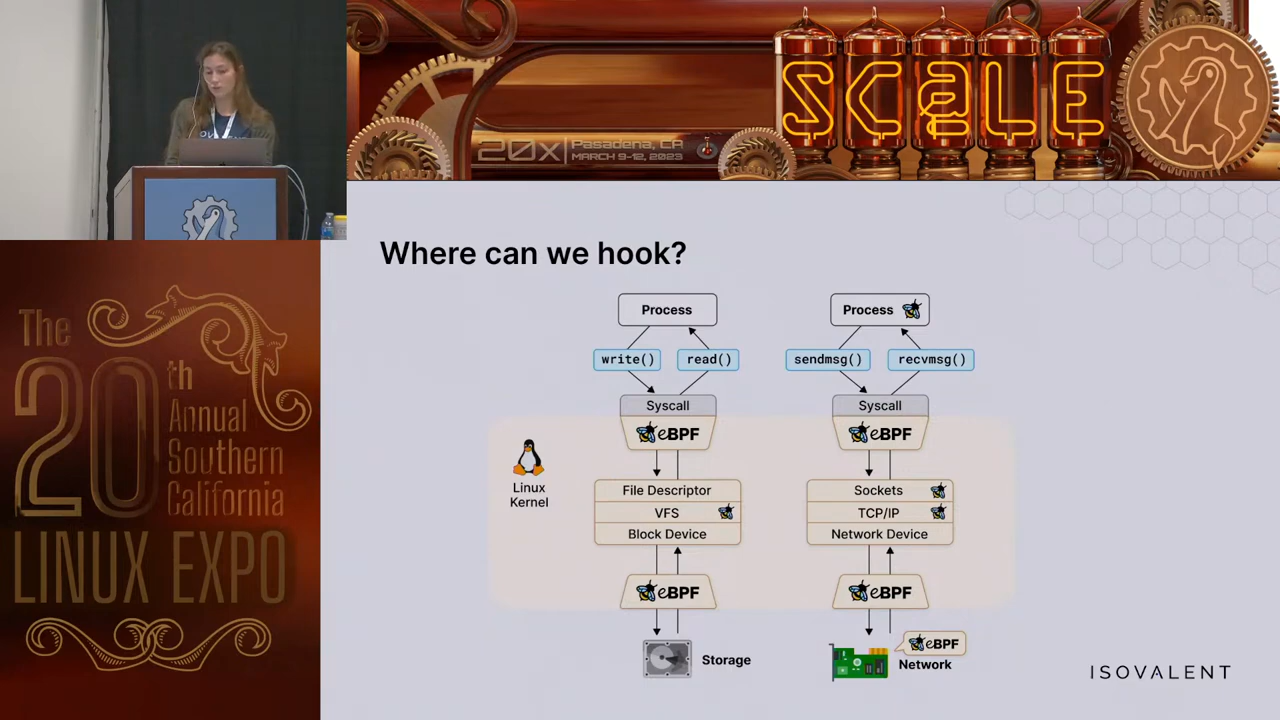 SCaLE
20x
Pasadena, CA
MARCH 9-12, 2023
The
20th
Annual
Southern
California
LINUX EXPO
Where can we hook?
Process
Process
write()
read()
sendmsg()
recvmsg()
Syscall
Syscall
eBPF
eBPF
Linux
Kernel
File Descriptor
VFS
Block Device
Sockets
TCP/IP
Network Device
eBPF
eBPF
Storage
eBPF
Network
ISOVALENT